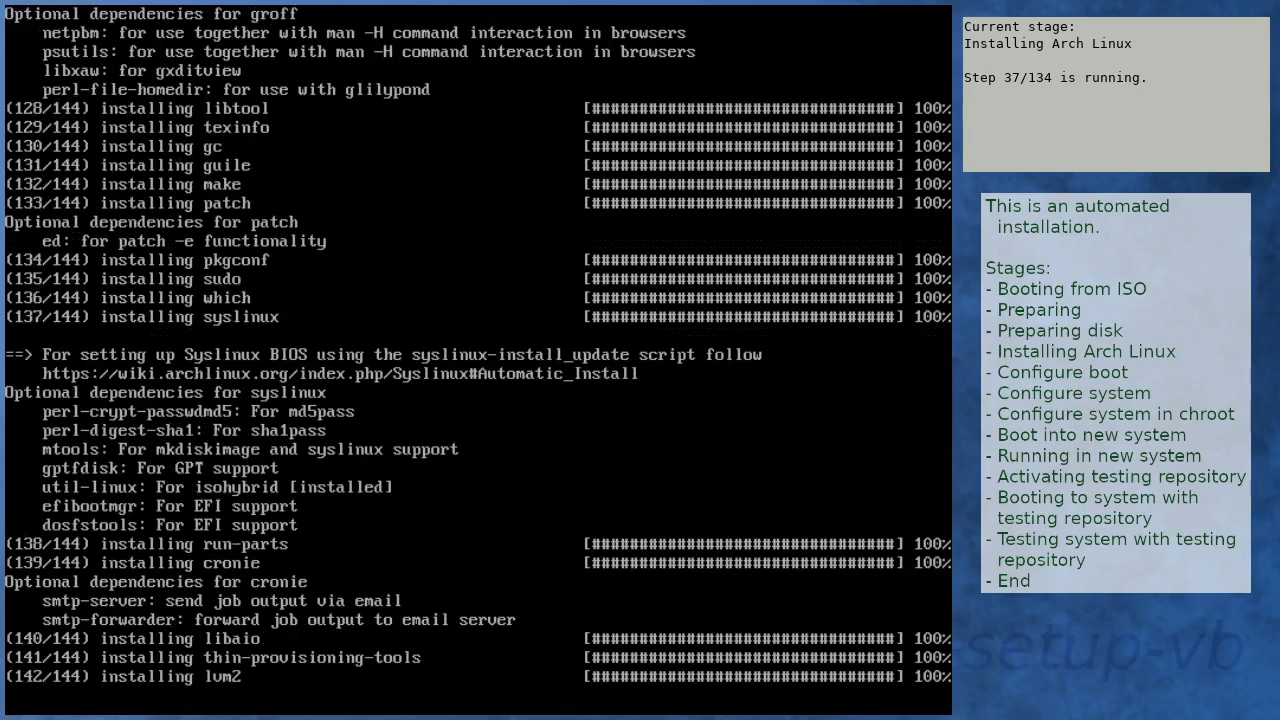 Optional dependencies for groff
netpbm: for use together with man -H command interaction in browsers
psutils: for use together with man -H command interaction in browsers
libxaw: for gxditview
perl-file-homedir: for use with glilypond
(128/144) installing libtool [################################] 100%
(129/144) installing texinfo [################################] 100%
(130/144) installing gc [################################] 100%
(131/144) installing guile [################################] 100%
(132/144) installing make [################################] 100%
(133/144) installing patch [################################] 100%
Optional dependencies for patch
ed: for patch -e functionality
(134/144) installing pkgconf [################################] 100%
(135/144) installing sudo [################################] 100%
(136/144) installing which [################################] 100%
(137/144) installing syslinux [################################] 100%
==> For setting up Syslinux BIOS using the syslinux-install_update script follow
https://wiki.archlinux.org/index.php/Syslinux#Automatic_Install
Optional dependencies for syslinux
perl-crypt-passwdmd5: For md5pass
perl-digest-sha1: For sha1pass
mtools: For mkdiskimage and syslinux support
gptfdisk: For GPT support
util-linux: For isohybrid [installed]
efibootmgr: For EFI support
dosfstools: For EFI support
(138/144) installing run-parts [################################] 100%
(139/144) installing cronie [################################] 100%
Optional dependencies for cronie
smtp-server: send job output via email
smtp-forwarder: forward job output to email server
(140/144) installing libaio [################################] 100%
(141/144) installing thin-provisioning-tools [################################] 100%
(142/144) installing lvm2 [################################] 100%
Current stage:
Installing Arch Linux
Step 37/134 is running.
This is an automated
installation.
Stages:
- Booting from ISO
- Preparing
- Preparing disk
- Installing Arch Linux
- Configure boot
- Configure system
- Configure system in chroot
- Boot into new system
- Running in new system
- Activating testing repository
- Booting to system with
testing repository
- Testing system with testing
repository
- End
setup-vb